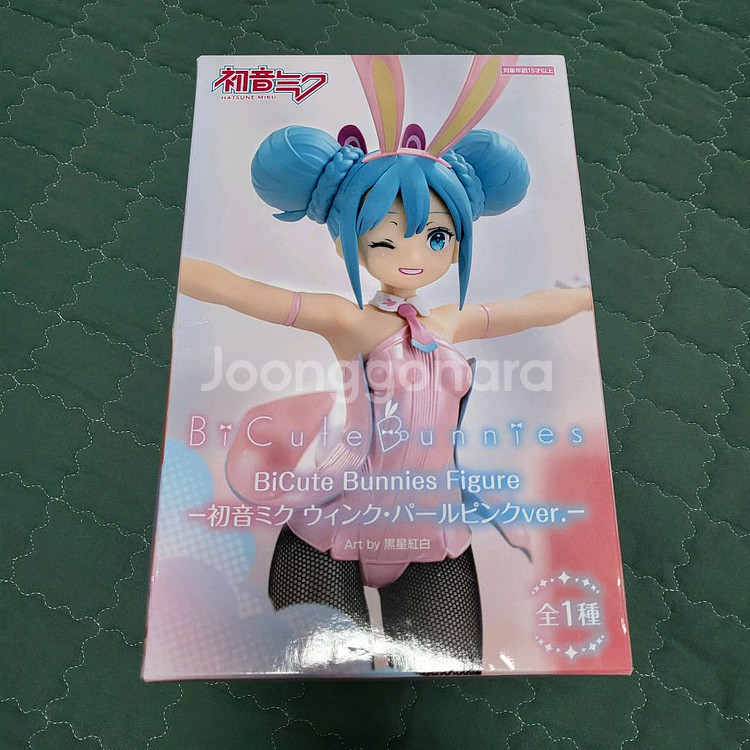 初音ミク
HATSUNE MIKU
対象年齢15才以上
Joonggonara
BiCuteBunnies
BiCute Bunnies Figure
ー初音ミク ウィンク・パールピンクver.ー
Art by 黒星紅白
全1種